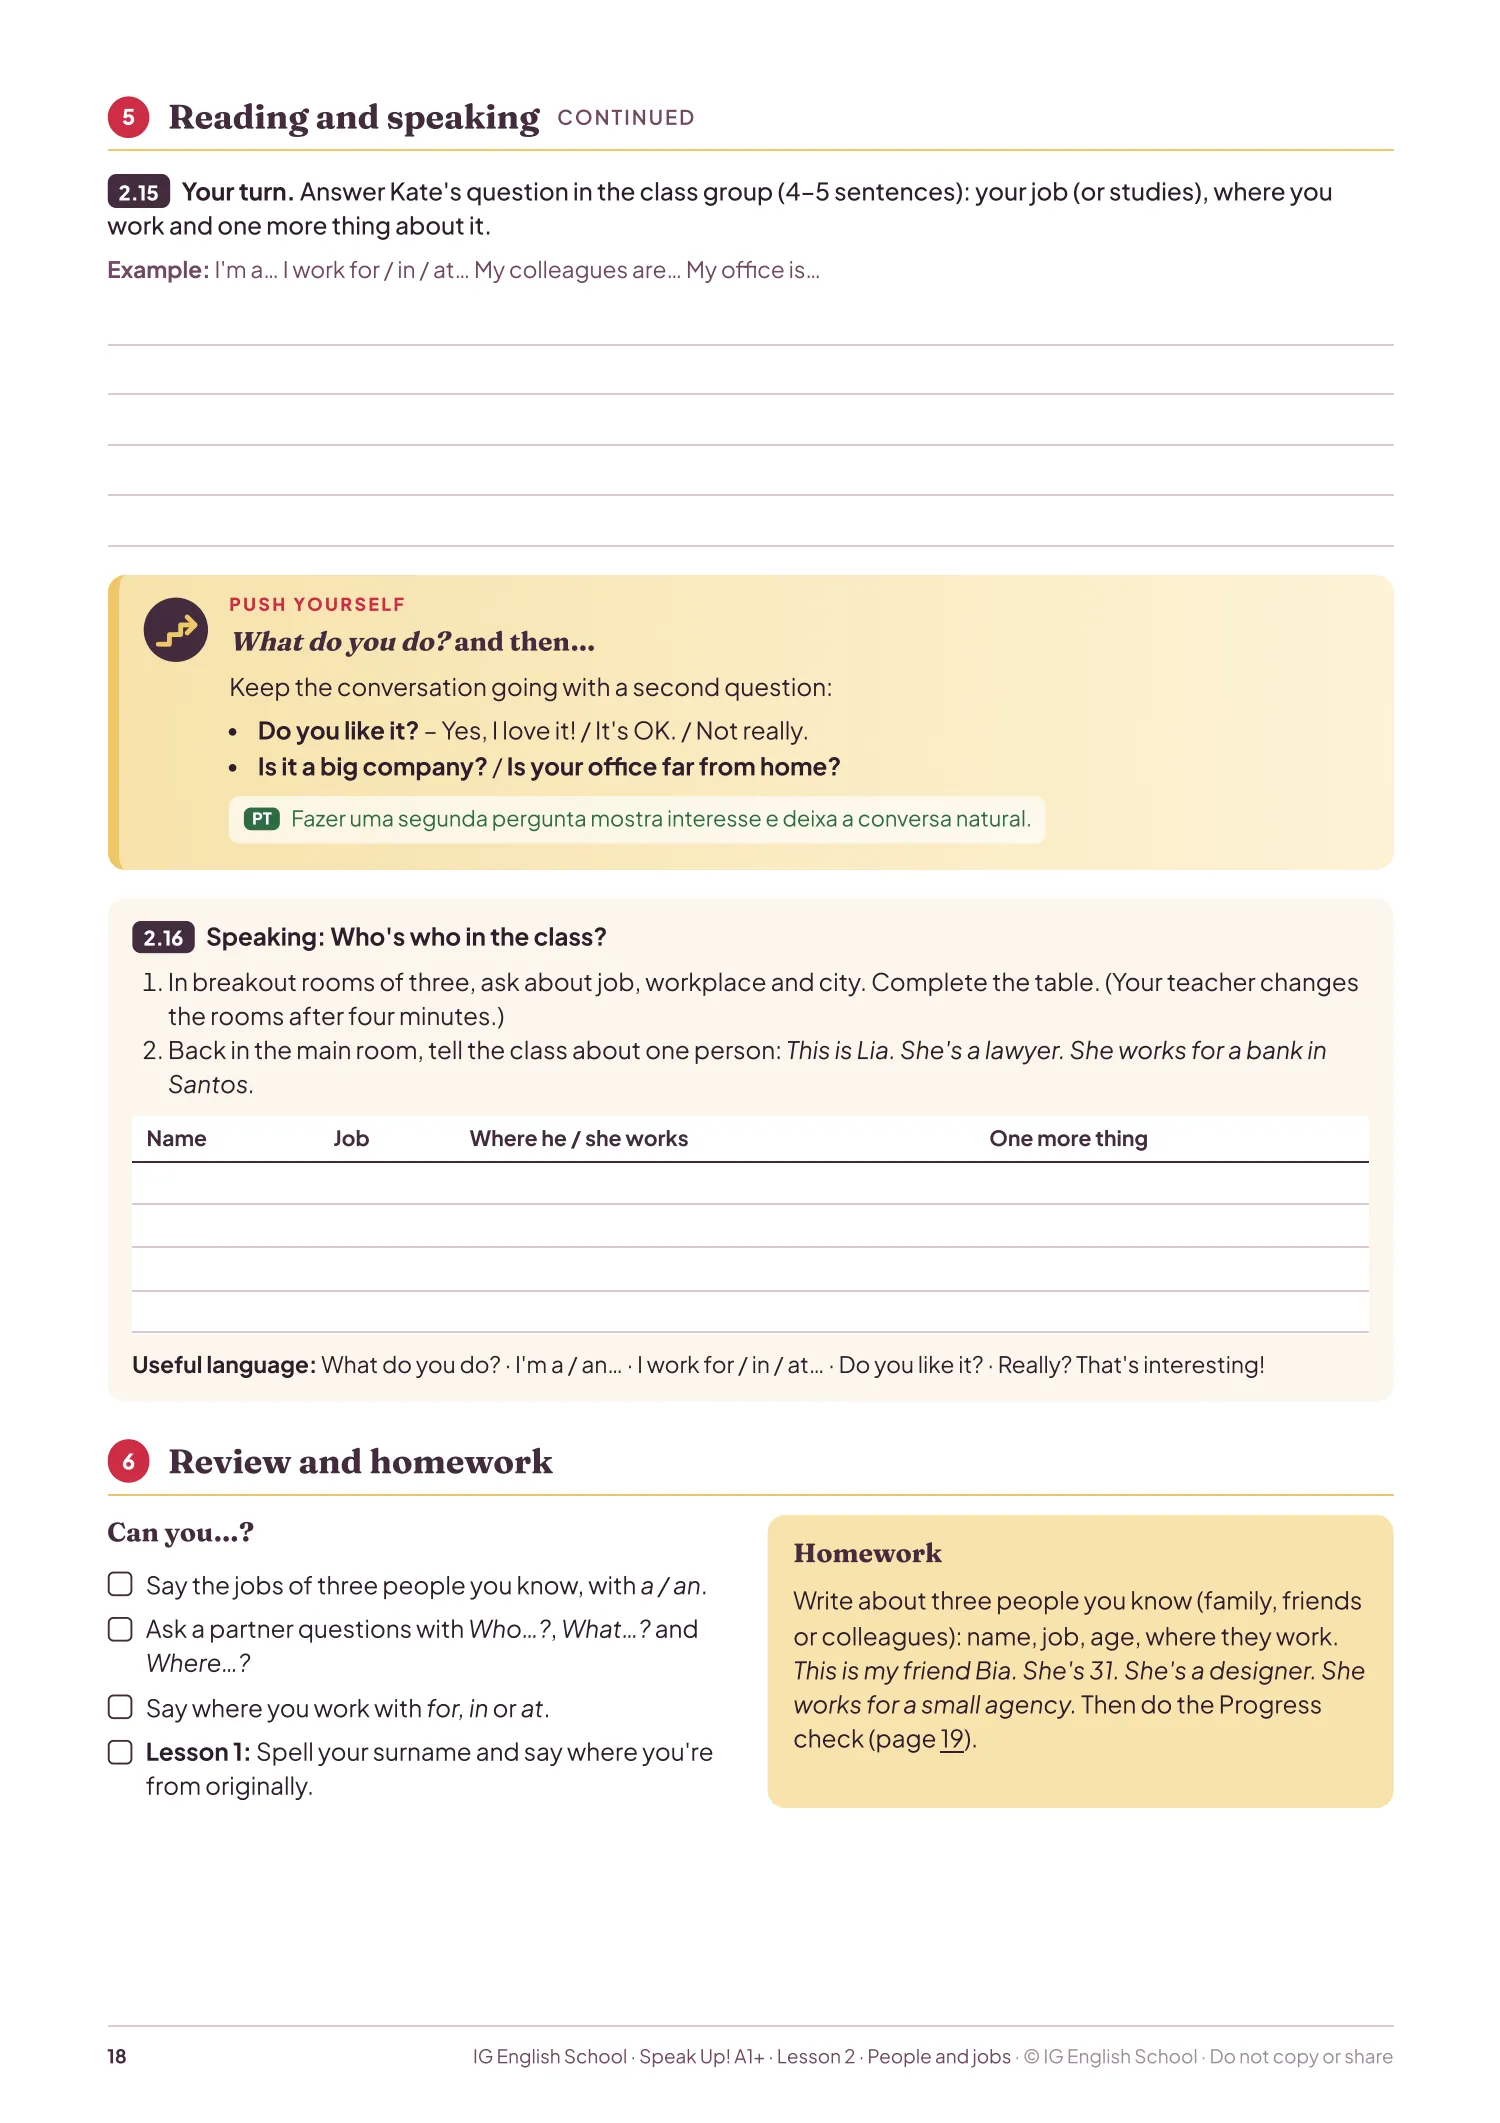 5 Reading and speaking CONTINUED
2.15 Your turn. Answer Kate's question in the class group (4–5 sentences): your job (or studies), where you
work and one more thing about it.
Example: I'm a… I work for / in / at… My colleagues are… My office is…
PUSH YOURSELF
What do you do? and then…
Keep the conversation going with a second question:
• Do you like it? – Yes, I love it! / It's OK. / Not really.
• Is it a big company? / Is your office far from home?
PT Fazer uma segunda pergunta mostra interesse e deixa a conversa natural.
2.16 Speaking: Who's who in the class?
1. In breakout rooms of three, ask about job, workplace and city. Complete the table. (Your teacher changes
the rooms after four minutes.)
2. Back in the main room, tell the class about one person: This is Lia. She's a lawyer. She works for a bank in
Santos.
Name Job Where he / she works One more thing
Useful language: What do you do? · I'm a / an… · I work for / in / at… · Do you like it? · Really? That's interesting!
6 Review and homework
Can you…?
Say the jobs of three people you know, with a / an.
Ask a partner questions with Who…?, What…? and
Where…?
Say where you work with for, in or at.
Lesson 1: Spell your surname and say where you're
from originally.
Homework
Write about three people you know (family, friends
or colleagues): name, job, age, where they work.
This is my friend Bia. She's 31. She's a designer. She
works for a small agency. Then do the Progress
check (page 19).
18 IG English School · Speak Up! A1+ · Lesson 2 · People and jobs · © IG English School · Do not copy or share